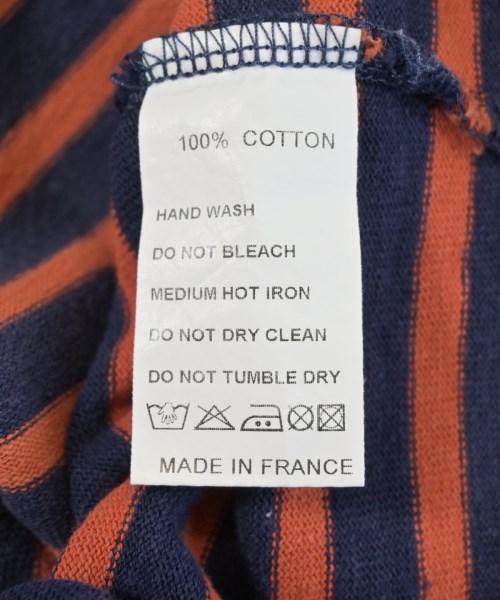 100% COTTON
HAND WASH
DO NOT BLEACH
MEDIUM HOT IRON
DO NOT DRY CLEAN
DO NOT TUMBLE DRY
MADE IN FRANCE